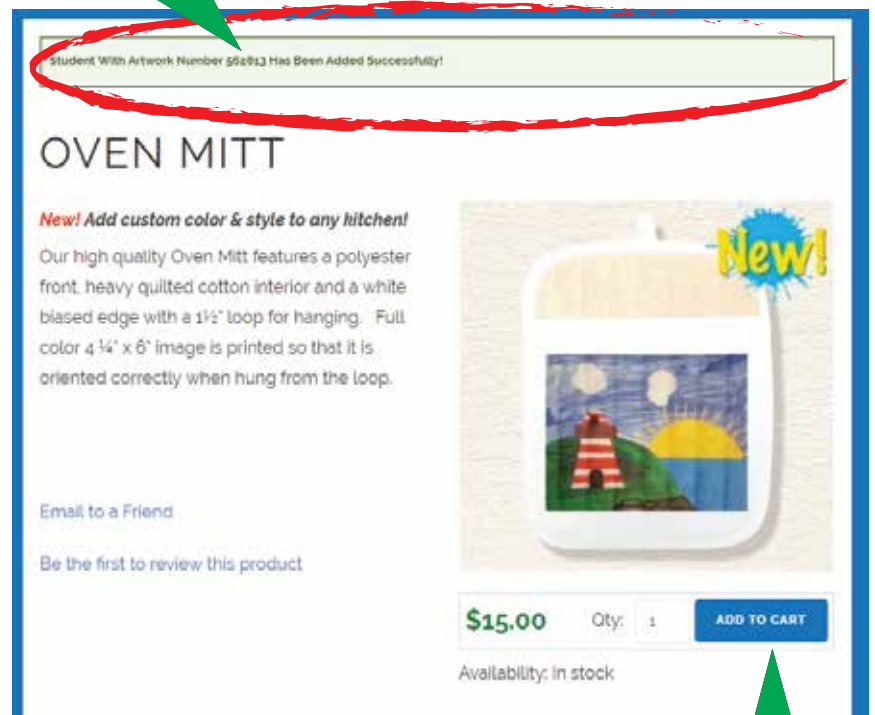 Student With Artwork Number 562813 Has Been Added Successfully!
OVEN MITT
New! Add custom color & style to any kitchen!
Our high quality Oven Mitt features a polyester
front, heavy quilted cotton interior and a white
biased edge with a 1½" loop for hanging. Full
color 4 ¼" x 6" image is printed so that it is
oriented correctly when hung from the loop.
New!
Email to a Friend
Be the first to review this product
$15.00 Qty: 1 ADD TO CART
Availability: In stock